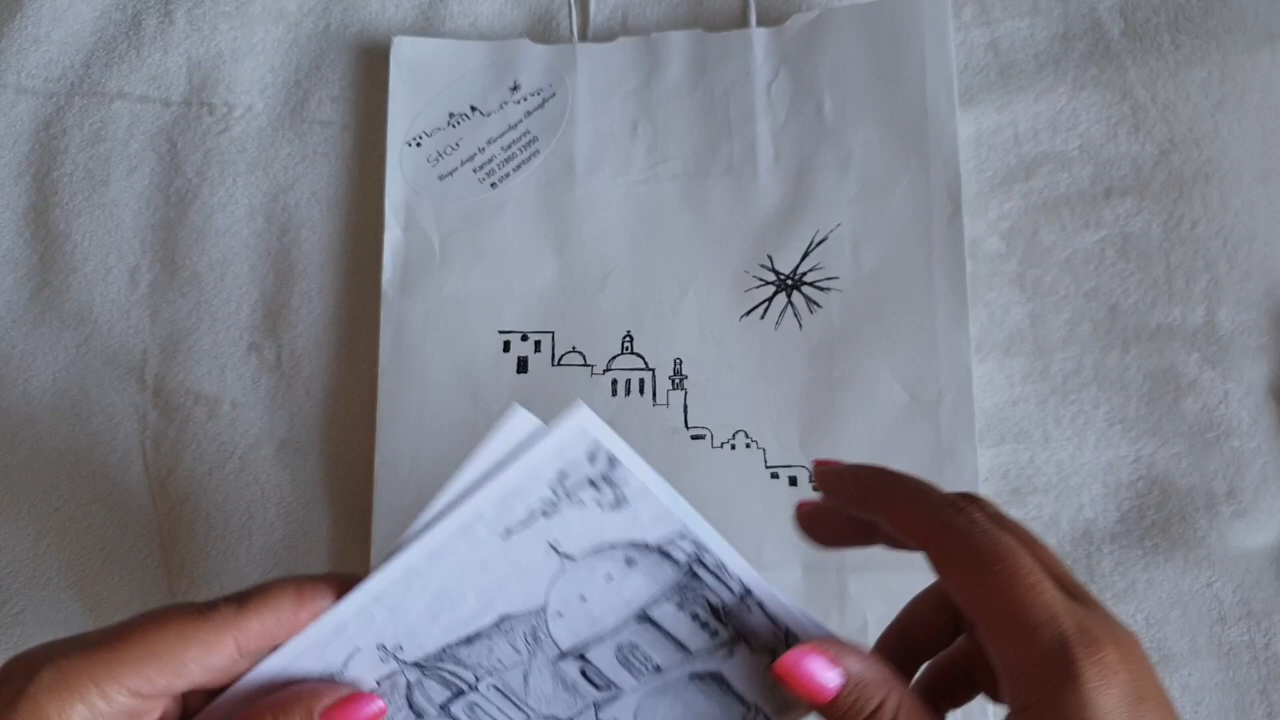 star
Unique design by
Kamari - Santorini
(+30) 22860 33950
star.santorini